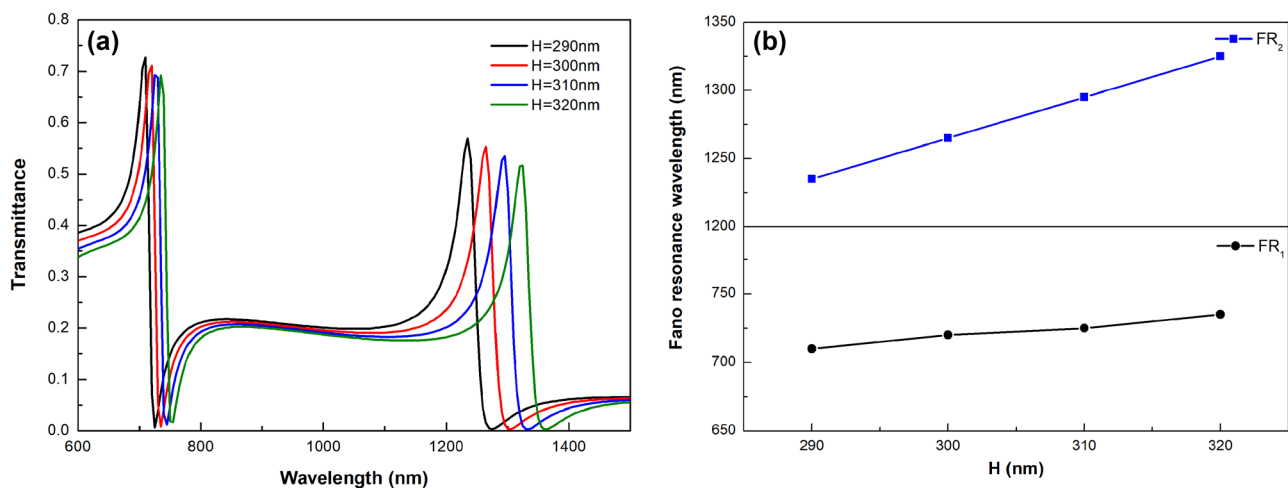 (a)
H=290nm
H=300nm
H=310nm
H=320nm
0.8
0.7
0.6
0.5
0.4
0.3
0.2
0.1
0.0
Transmittance
600
800
1000
1200
1400
Wavelength (nm)
(b)
FR2
FR1
1350
1300
1250
1200
750
700
650
Fano resonance wavelength (nm)
290
300
310
320
H (nm)